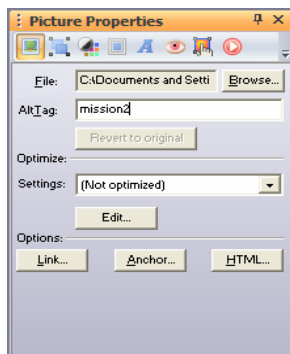 Picture Properties
File: C:\Documents and Setti Browse...
AltTag: mission2
Revert to original
Optimize:
Settings: (Not optimized)
Edit...
Options:
Link... Anchor... HTML...